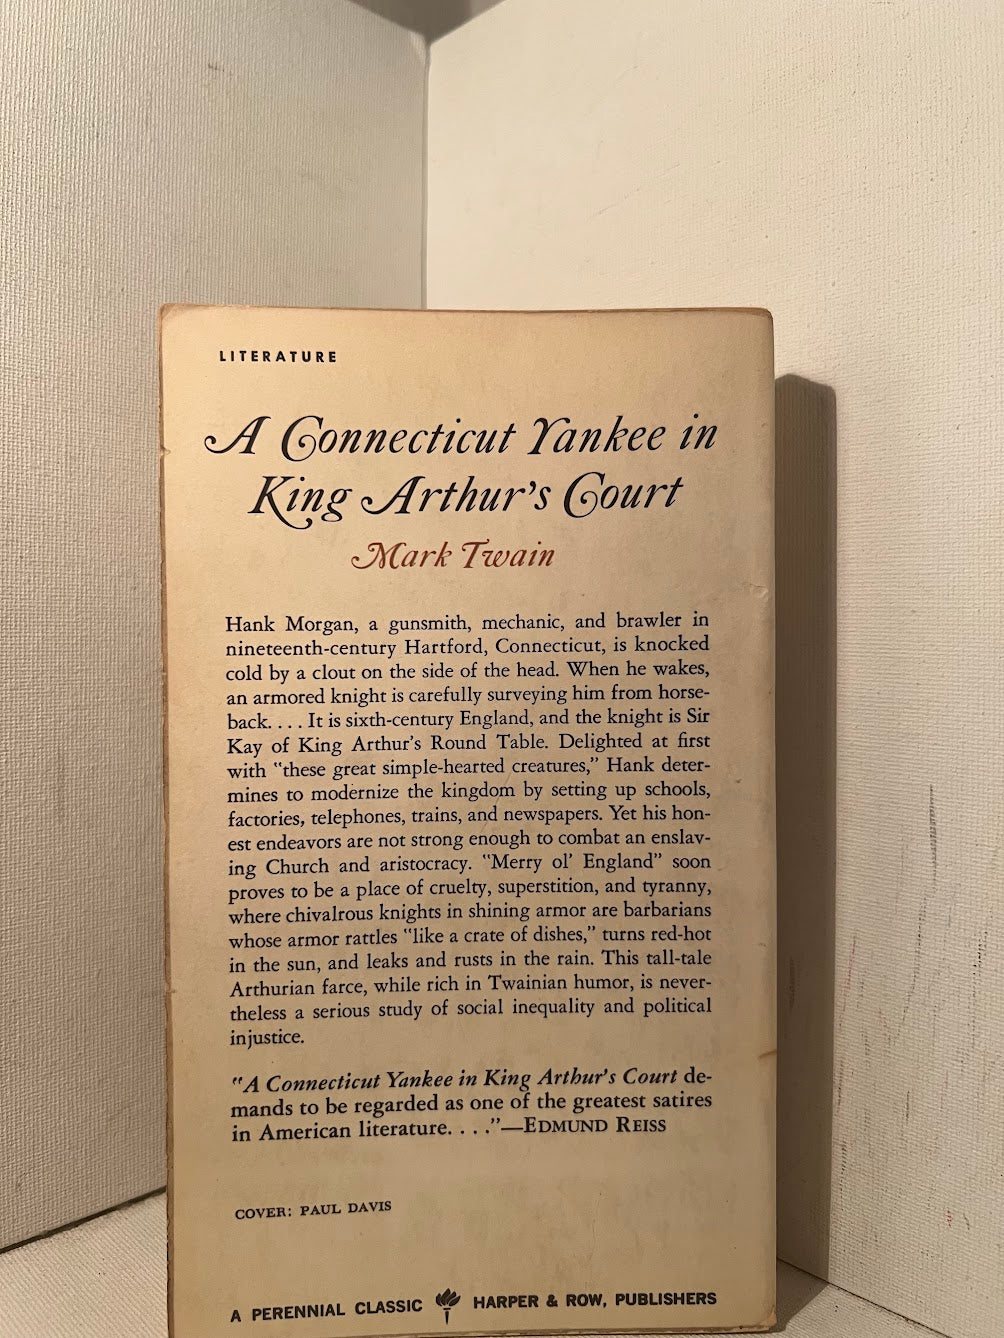 LITERATURE
A Connecticut Yankee in
King Arthur's Court
Mark Twain
Hank Morgan, a gunsmith, mechanic, and brawler in
nineteenth-century Hartford, Connecticut, is knocked
cold by a clout on the side of the head. When he wakes,
an armored knight is carefully surveying him from horse-
back. . . . It is sixth-century England, and the knight is Sir
Kay of King Arthur's Round Table. Delighted at first
with "these great simple-hearted creatures," Hank deter-
mines to modernize the kingdom by setting up schools,
factories, telephones, trains, and newspapers. Yet his hon-
est endeavors are not strong enough to combat an enslav-
ing Church and aristocracy. "Merry ol' England" soon
proves to be a place of cruelty, superstition, and tyranny,
where chivalrous knights in shining armor are barbarians
whose armor rattles "like a crate of dishes," turns red-hot
in the sun, and leaks and rusts in the rain. This tall-tale
Arthurian farce, while rich in Twainian humor, is never-
theless a serious study of social inequality and political
injustice.
"A Connecticut Yankee in King Arthur's Court de-
mands to be regarded as one of the greatest satires
in American literature. . . ."—EDMUND REISS
COVER: PAUL DAVIS
A PERENNIAL CLASSIC HARPER & ROW, PUBLISHERS